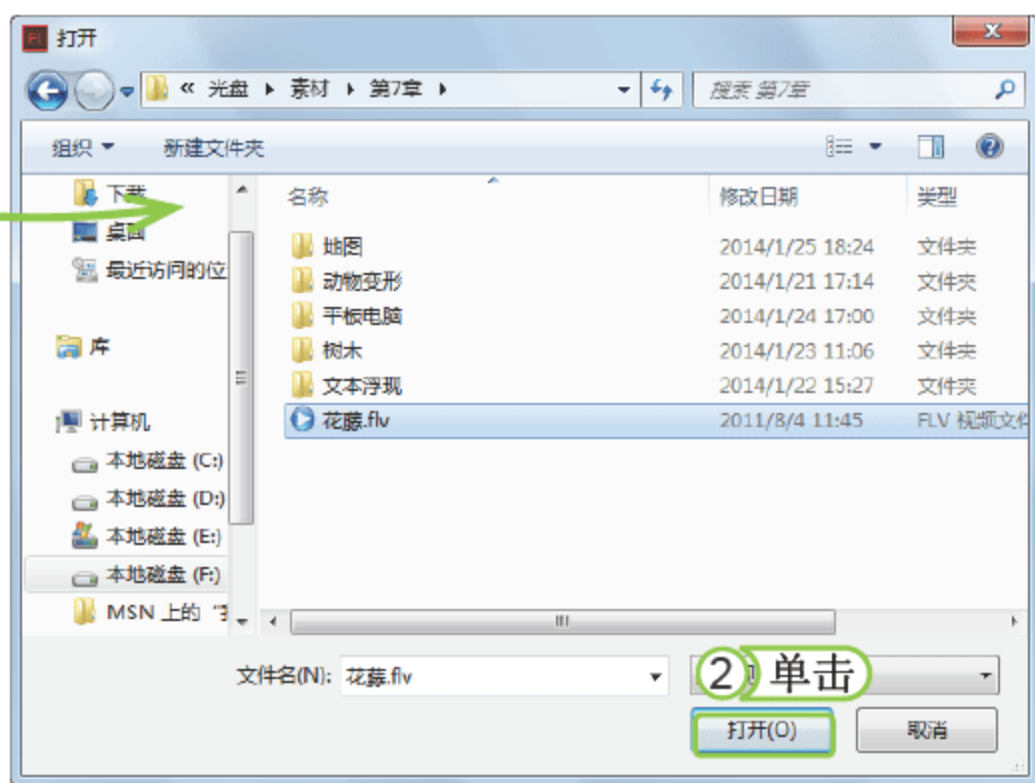 FL 打开
« 光盘 ▸ 素材 ▸ 第7章 ▸
搜索 第7章
组织 新建文件夹
下载
桌面
最近访问的位
库
计算机
本地磁盘 (C:)
本地磁盘 (D:)
本地磁盘 (E:)
本地磁盘 (F:)
MSN 上的
名称 修改日期 类型
地图 2014/1/25 18:24 文件夹
动物变形 2014/1/21 17:14 文件夹
平板电脑 2014/1/24 17:00 文件夹
树木 2014/1/23 11:06 文件夹
文本浮现 2014/1/22 15:27 文件夹
花藤.flv 2011/8/4 11:45 FLV 视频文件
文件名(N): 花藤.flv
2 单击
打开(O) 取消